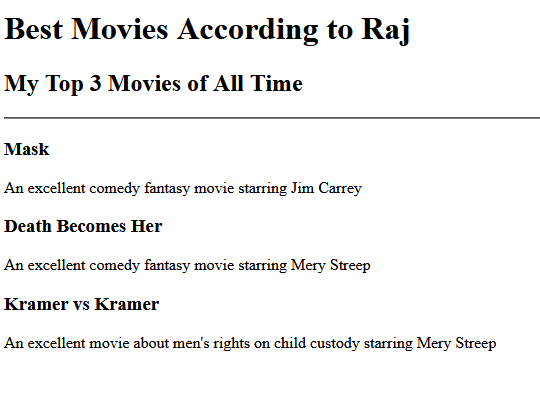 Best Movies According to Raj
My Top 3 Movies of All Time
Mask
An excellent comedy fantasy movie starring Jim Carrey
Death Becomes Her
An excellent comedy fantasy movie starring Mery Streep
Kramer vs Kramer
An excellent movie about men's rights on child custody starring Mery Streep